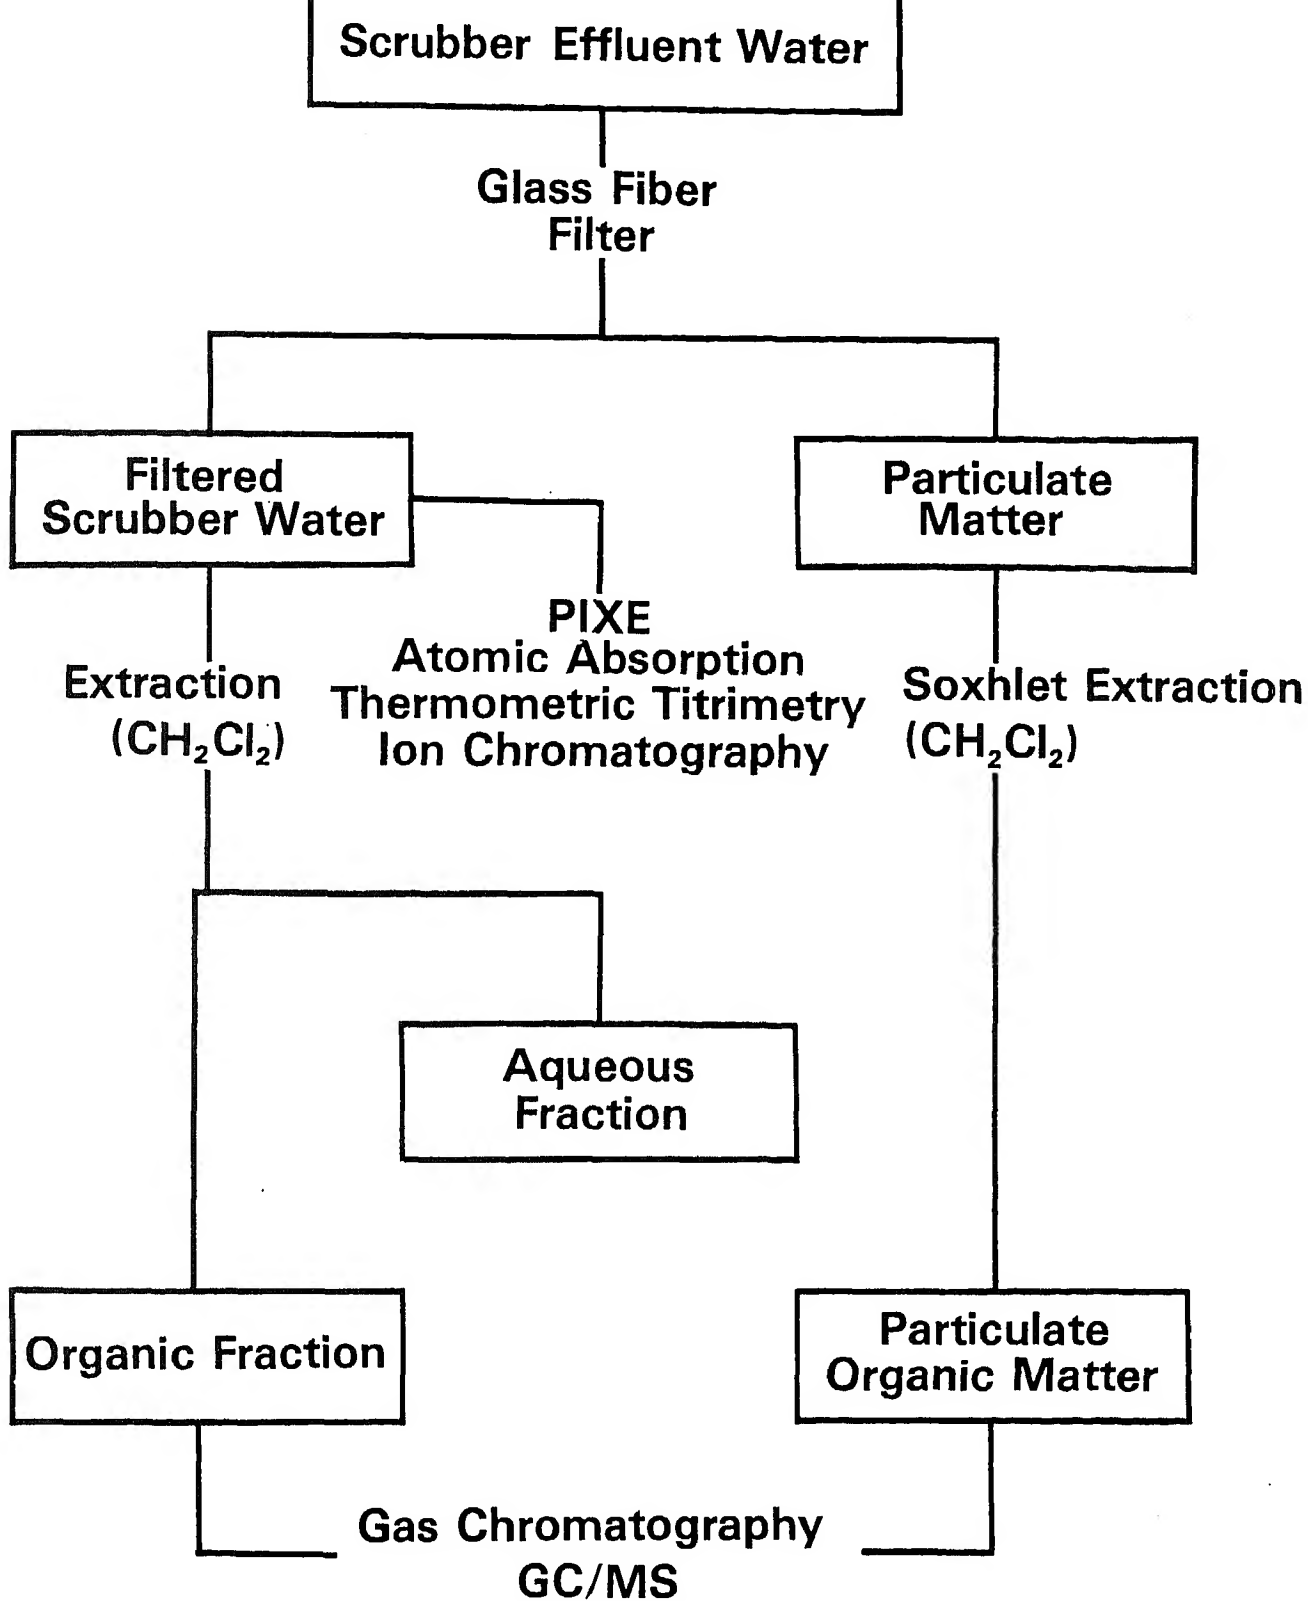 Scrubber Effluent Water
Glass Fiber
Filter
Filtered
Scrubber Water
Particulate
Matter
PIXE
Atomic Absorption
Thermometric Titrimetry
Ion Chromatography
Extraction
(CH₂Cl₂)
Soxhlet Extraction
(CH₂Cl₂)
Aqueous
Fraction
Organic Fraction
Particulate
Organic Matter
Gas Chromatography
GC/MS